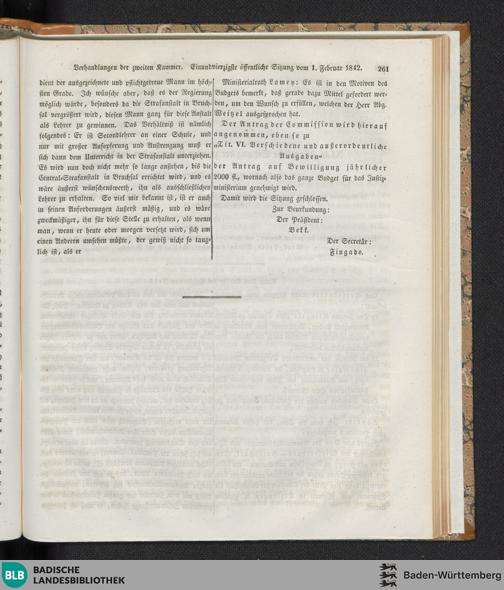 Verhandlungen der zweiten Kammer. Einundvierzigste öffentliche Sitzung vom 1. Februar 1842. 261
dient der ausgezeichnete und pflichtgetreue Mann im höch-
sten Grade. Ich wünsche aber, daß es der Regierung
möglich würde, besonders da die Strafanstalt in Bruch-
sal vergrößert wird, diesen Mann ganz für diese Anstalt
als Lehrer zu gewinnen. Das Verhältniß ist nämlich
folgendes: Er ist Secondlehrer an einer Schule, und
nur mit großer Aufopferung und Anstrengung muß er
sich dann dem Unterricht in der Strafanstalt unterziehen.
Es wird nun doch nicht mehr so lange anstehen, bis die
Central-Strafanstalt in Bruchsal errichtet wird, und es
wäre äußerst wünschenswerth, ihn als ausschließlichen
Lehrer zu erhalten. So viel mir bekannt ist, ist er auch
in seinen Anforderungen äußerst mäßig, und es wäre
zweckmäßiger, ihn für diese Stelle zu erhalten, als wenn
man, wenn er heute oder morgen versetzt wird, sich um
einen Anderen umsehen müßte, der gewiß nicht so taug-
lich ist, als er
Ministerialrath Lamey: Es ist in den Motiven des
Budgets bemerkt, daß gerade dazu Mittel gefordert wer-
den, um den Wunsch zu erfüllen, welchen der Herr Abg.
Weizel ausgesprochen hat.
Der Antrag der Commission wird hierauf
angenommen, eben so zu
„Tit. VI. Verschiedene und außerordentliche
Ausgaben“
der Antrag auf Bewilligung jährlicher
2000 fl., wornach also das ganze Budget für das Justiz-
ministerium genehmigt wird.
Damit wird die Sitzung geschlossen.
Zur Beurkundung:
Der Präsident:
Bekk.
Der Secretär:
Fingado.
BLB BADISCHE
LANDESBIBLIOTHEK
Baden-Württemberg